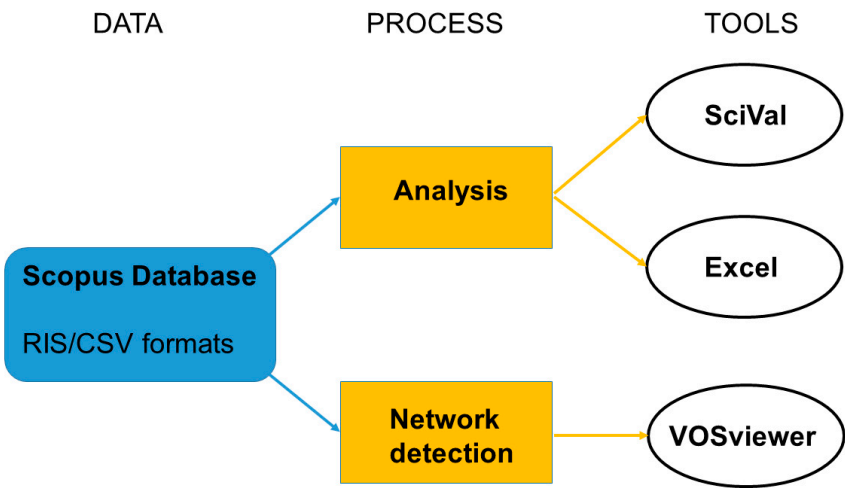 DATA
PROCESS
TOOLS
SciVal
Analysis
Excel
Scopus Database
RIS/CSV formats
Network
detection
VOSviewer